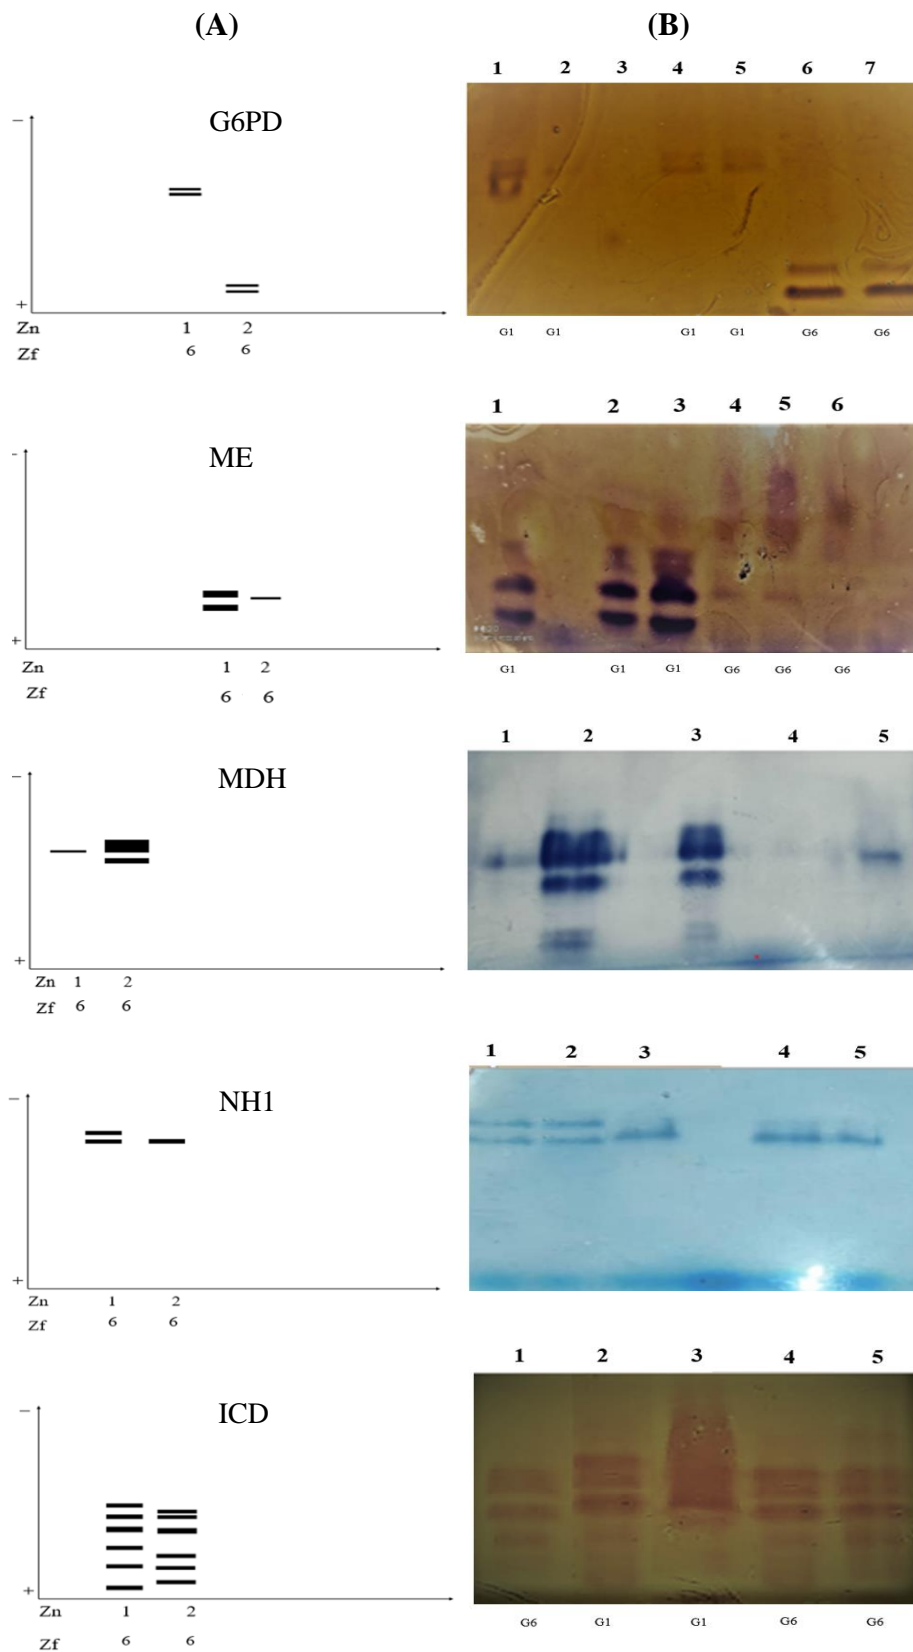 (A) (B)
1 2 3 4 5 6 7
G6PD
−
+
Zn 1 2
Zf 6 6
G1 G1 G1 G1 G6 G6
1 2 3 4 5 6
ME
-
+
Zn 1 2
Zf 6 6
G1 G1 G1 G6 G6 G6
1 2 3 4 5
MDH
−
+
Zn 1 2
Zf 6 6
1 2 3 4 5
NH1
−
+
Zn 1 2
Zf 6 6
1 2 3 4 5
ICD
−
+
Zn 1 2
Zf 6 6
G6 G1 G1 G6 G6